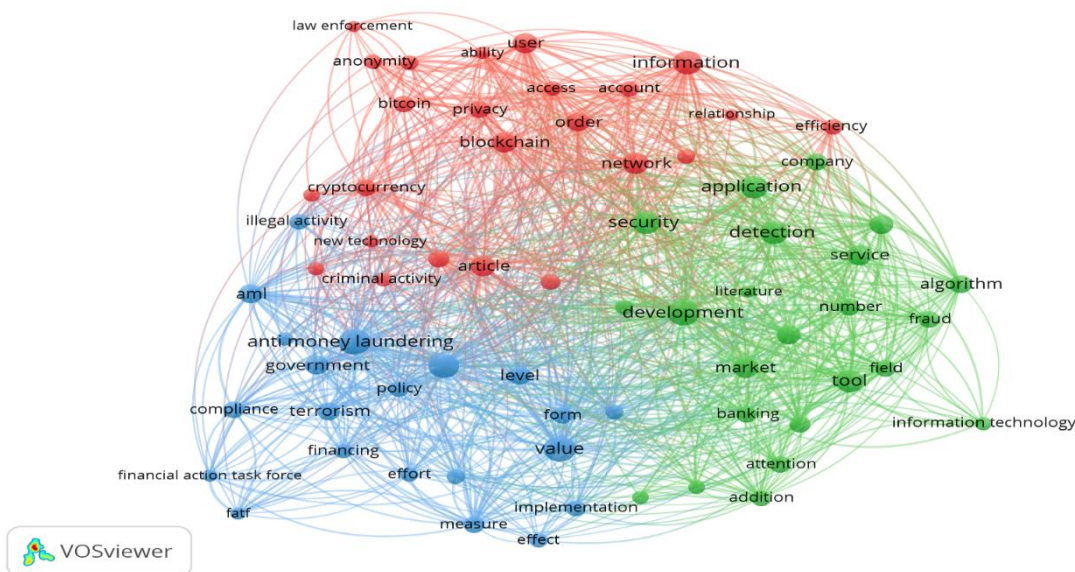 law enforcement
user
ability
anonymity
information
access
account
bitcoin
privacy
order
relationship
efficiency
blockchain
network
company
cryptocurrency
application
illegal activity
security
new technology
detection
article
service
criminal activity
algorithm
aml
literature
number
development
fraud
anti money laundering
government
level
market
field
policy
tool
compliance
terrorism
form
banking
information technology
financing
value
attention
financial action task force
effort
addition
fatf
implementation
measure
effect
VOSviewer